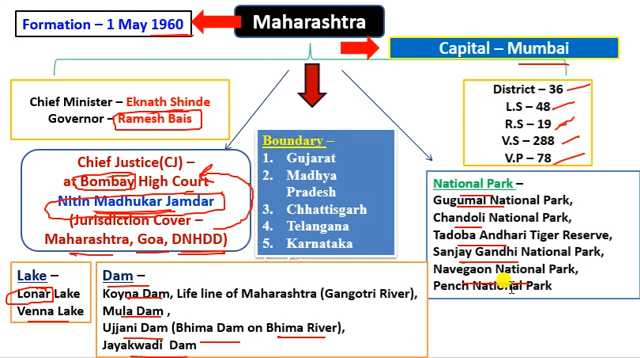 Formation – 1 May 1960
Maharashtra
Capital – Mumbai
Chief Minister – Eknath Shinde
Governor – Ramesh Bais
District – 36
L.S – 48
R.S – 19
V.S – 288
V.P – 78
Chief Justice(CJ) –
at Bombay High Court
Nitin Madhukar Jamdar
(Jurisdiction Cover –
Maharashtra, Goa, DNHDD)
Boundary –
1. Gujarat
2. Madhya
Pradesh
3. Chhattisgarh
4. Telangana
5. Karnataka
National Park –
Gugumal National Park,
Chandoli National Park,
Tadoba Andhari Tiger Reserve,
Sanjay Gandhi National Park,
Navegaon National Park,
Pench National Park
Lake –
Lonar Lake
Venna Lake
Dam –
Koyna Dam, Life line of Maharashtra (Gangotri River),
Mula Dam ,
Ujjani Dam (Bhima Dam on Bhima River),
Jayakwadi Dam